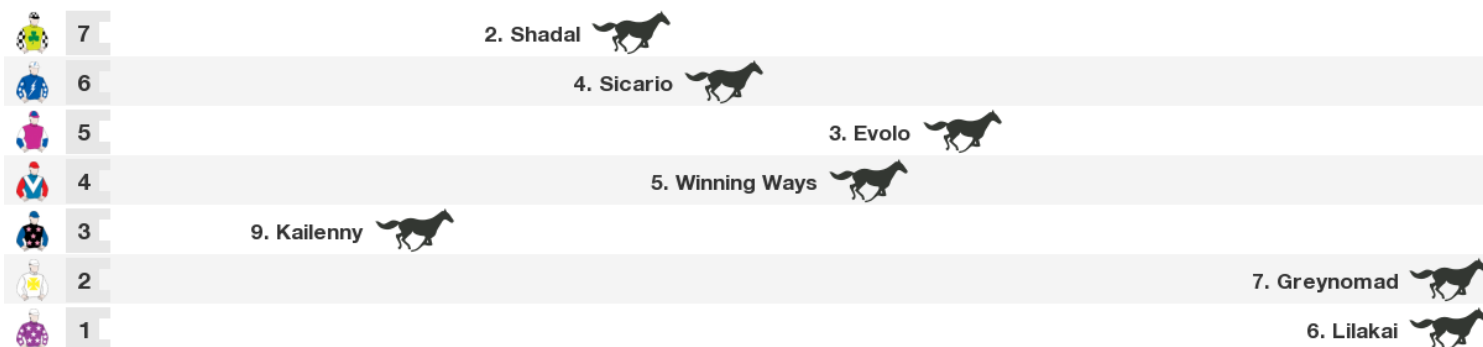 7 2. Shadal
6 4. Sicario
5 3. Evolo
4 5. Winning Ways
3 9. Kailenny
2 7. Greynomad
1 6. Lilakai